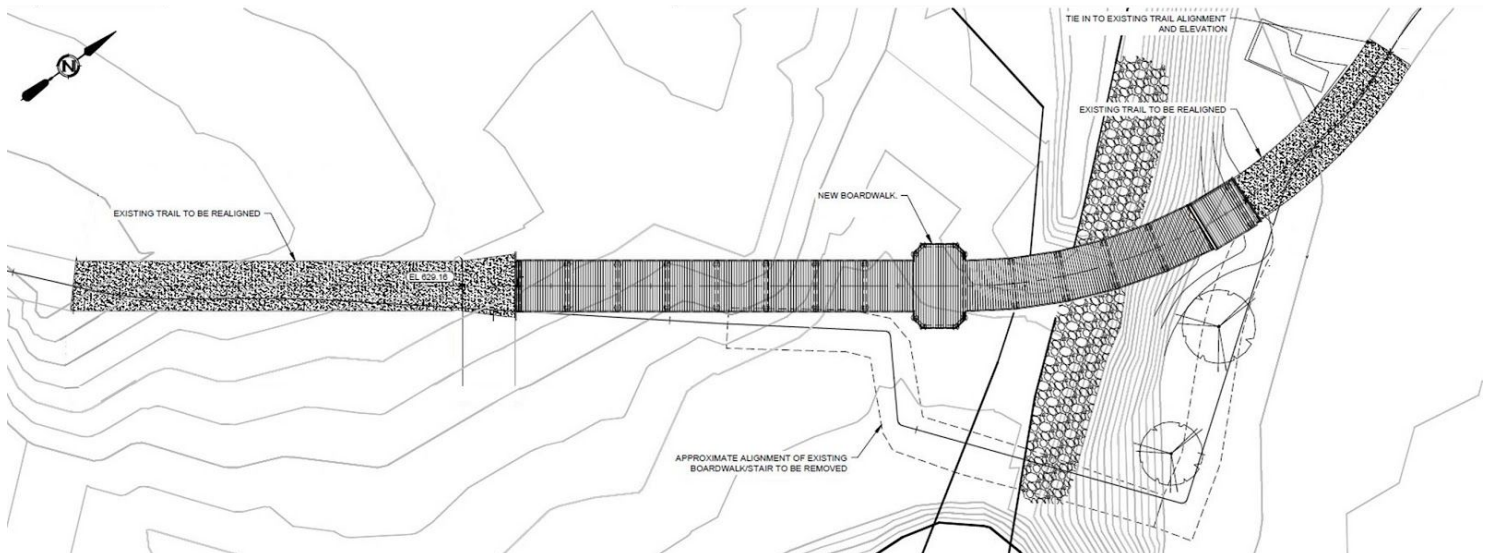 TIE IN TO EXISTING TRAIL ALIGNMENT
AND ELEVATION
N
EXISTING TRAIL TO BE REALIGNED
NEW BOARDWALK.
EXISTING TRAIL TO BE REALIGNED
EL 629.16
APPROXIMATE ALIGNMENT OF EXISTING
BOARDWALK/STAIR TO BE REMOVED